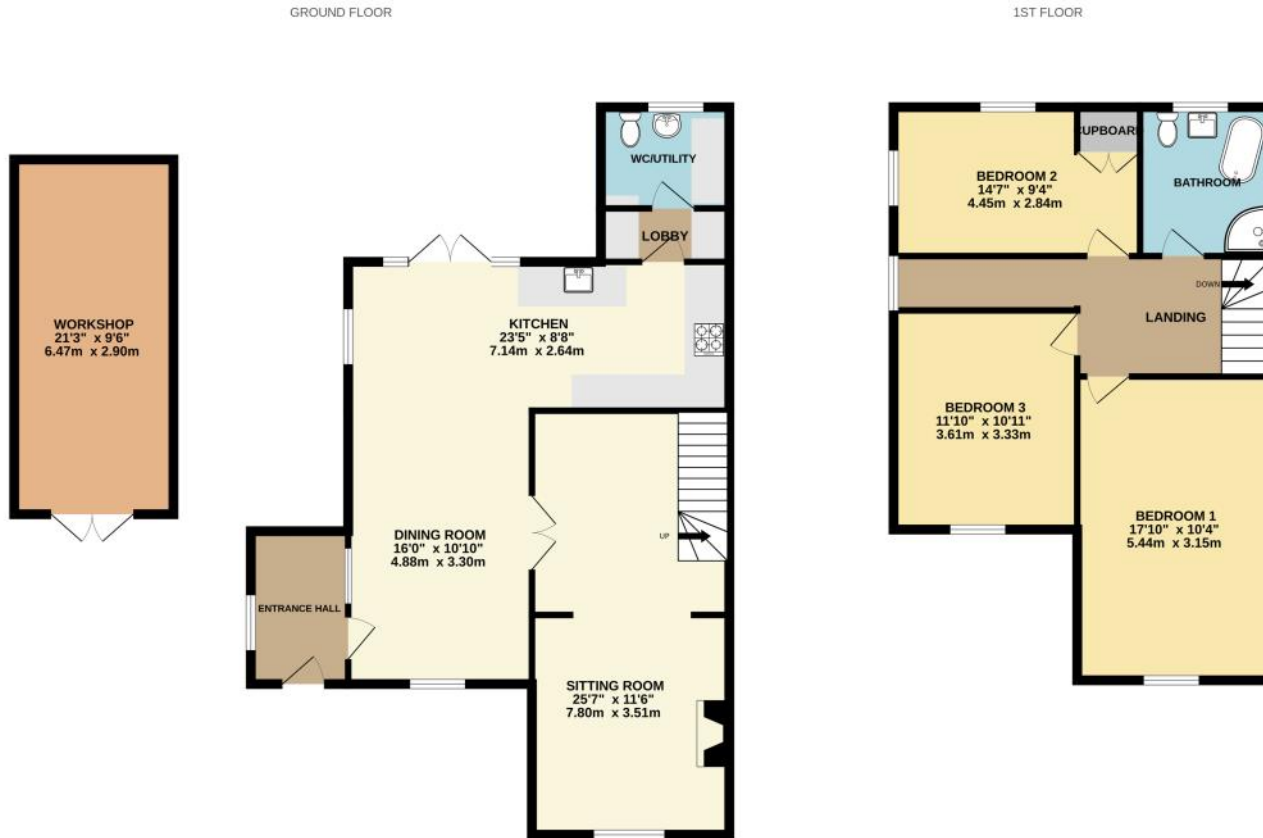 GROUND FLOOR
1ST FLOOR
WC/UTILITY
LOBBY
KITCHEN
23'5" x 8'8"
7.14m x 2.64m
WORKSHOP
21'3" x 9'6"
6.47m x 2.90m
DINING ROOM
16'0" x 10'10"
4.88m x 3.30m
UP
ENTRANCE HALL
SITTING ROOM
25'7" x 11'6"
7.80m x 3.51m
CUPBOARD
BEDROOM 2
14'7" x 9'4"
4.45m x 2.84m
BATHROOM
DOWN
LANDING
BEDROOM 3
11'10" x 10'11"
3.61m x 3.33m
BEDROOM 1
17'10" x 10'4"
5.44m x 3.15m